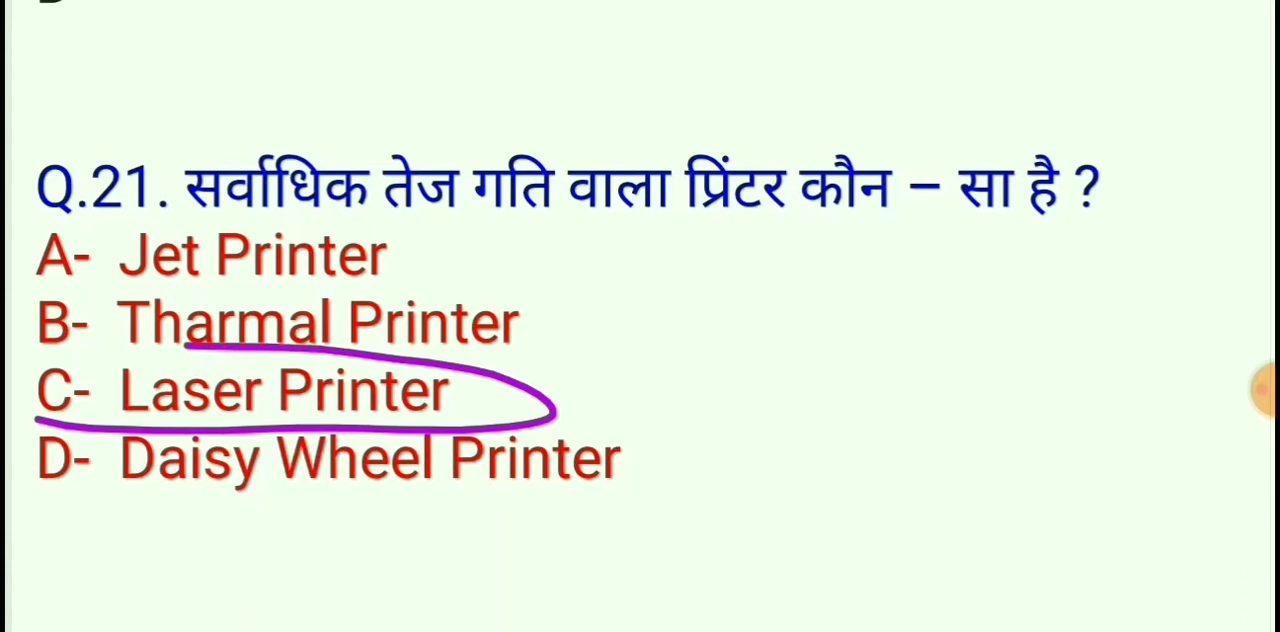 Q.21. सर्वाधिक तेज गति वाला प्रिंटर कौन – सा है ?
A- Jet Printer
B- Tharmal Printer
C- Laser Printer
D- Daisy Wheel Printer